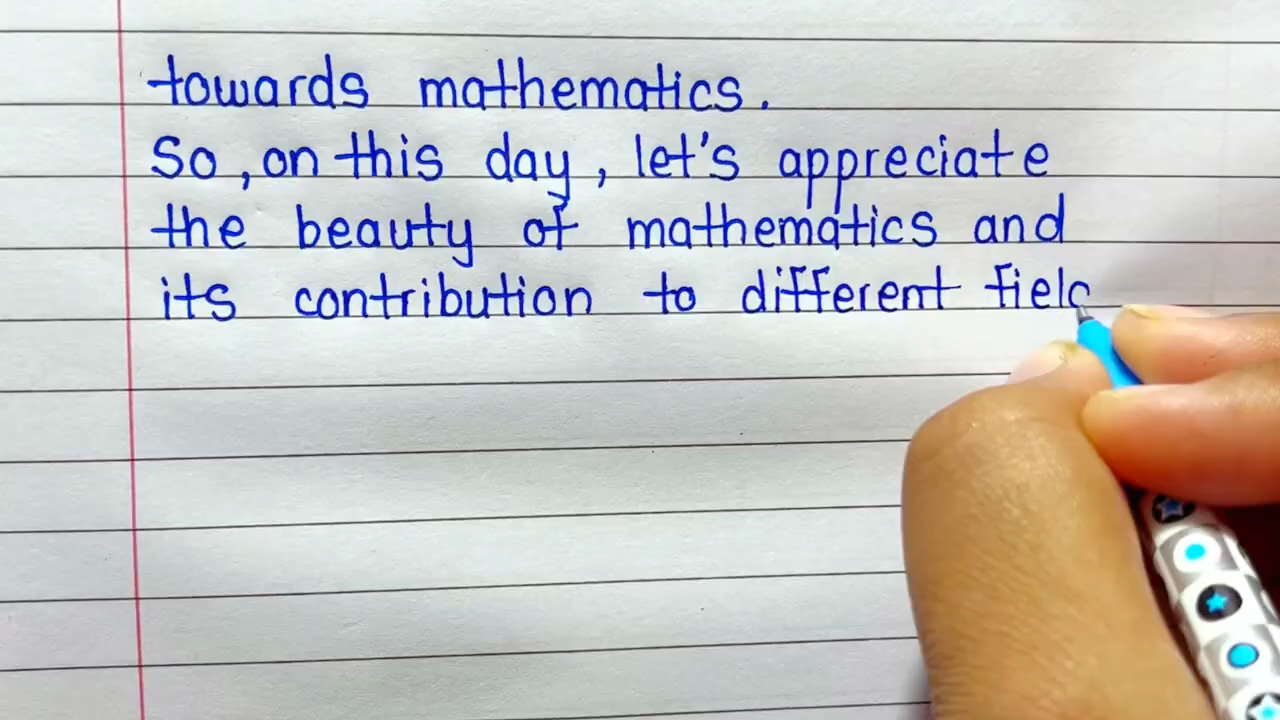 towards mathematics.
So, on this day, let's appreciate
the beauty of mathematics and
its contribution to different